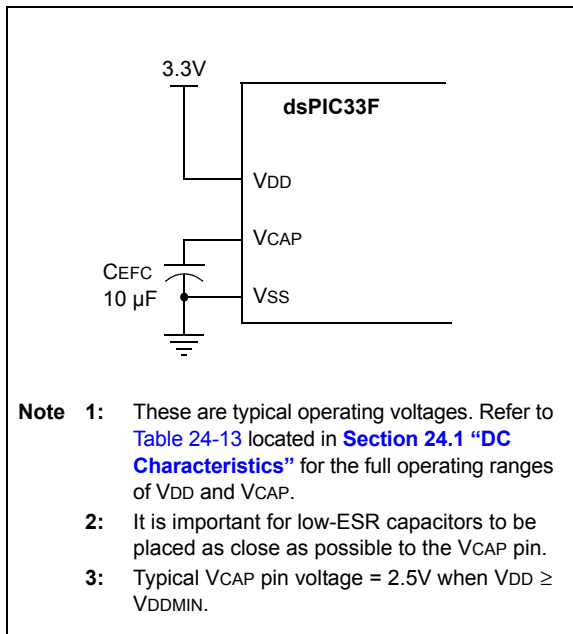 3.3V
dsPIC33F
VDD
VCAP
CEFC
10 µF
VSS
Note 1: These are typical operating voltages. Refer to
Table 24-13 located in Section 24.1 “DC
Characteristics” for the full operating ranges
of VDD and VCAP.
2: It is important for low-ESR capacitors to be
placed as close as possible to the VCAP pin.
3: Typical VCAP pin voltage = 2.5V when VDD ≥
VDDMIN.